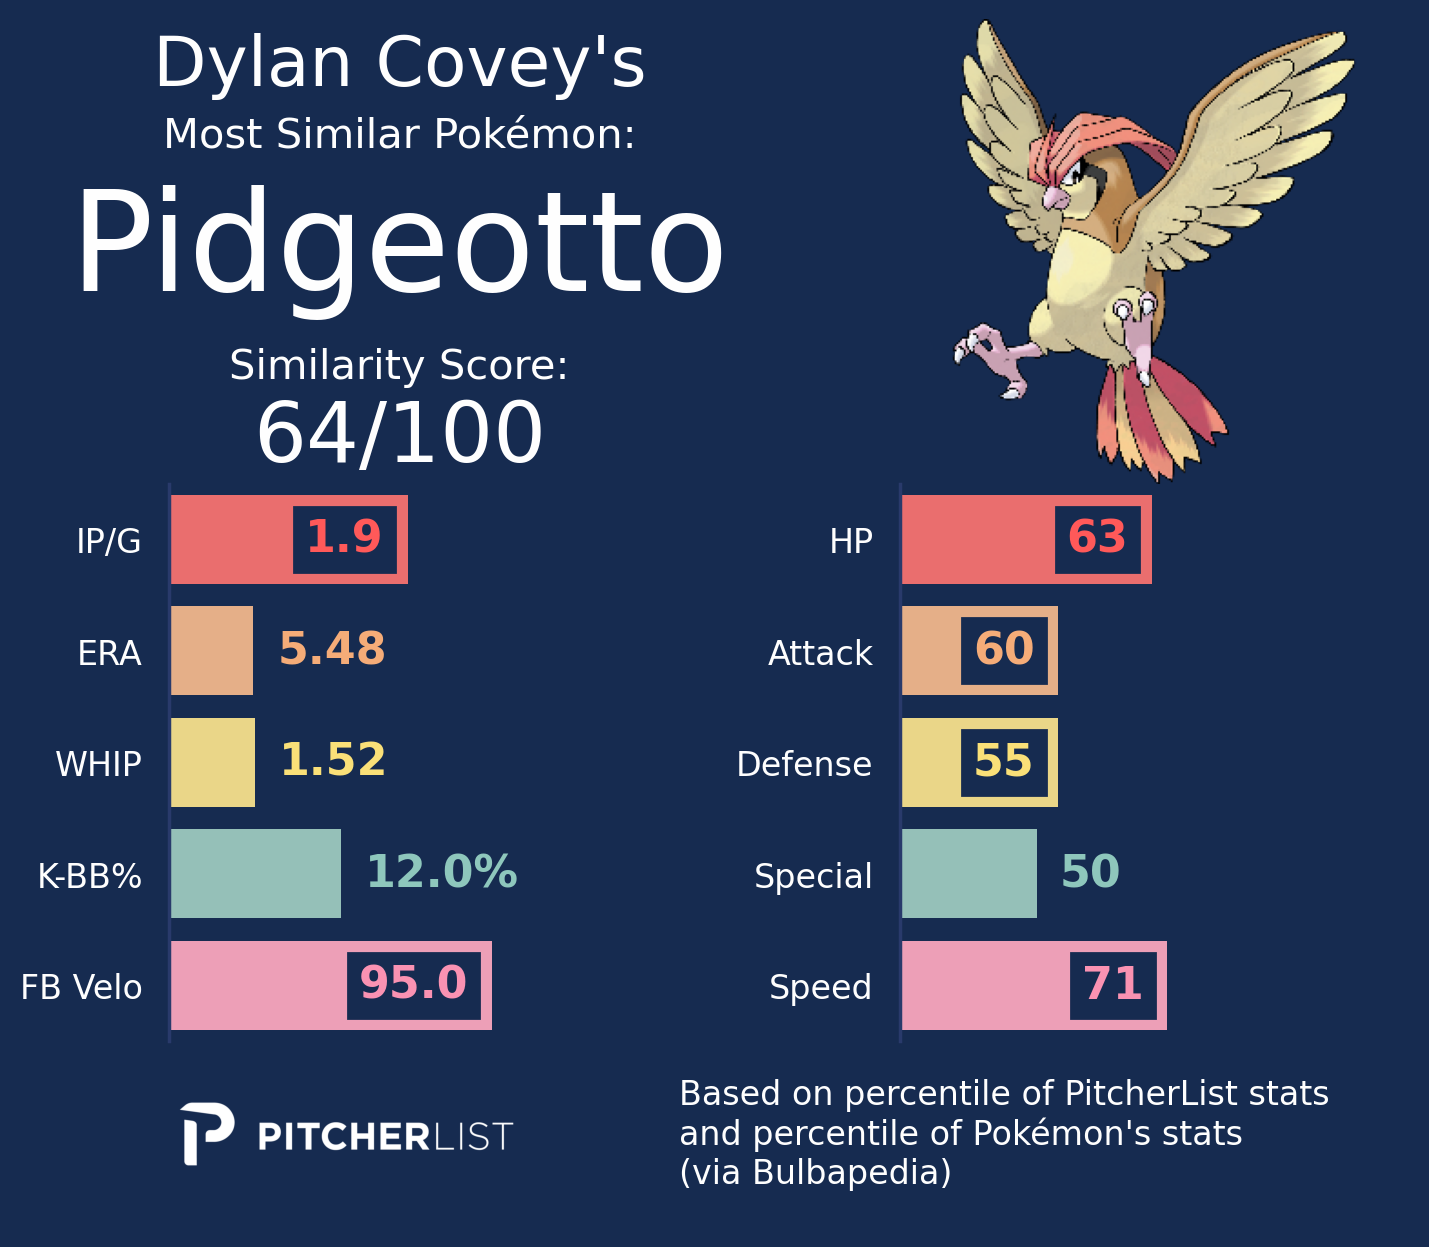 Dylan Covey's
Most Similar Pokémon:
Pidgeotto
Similarity Score:
64/100
IP/G 1.9
ERA 5.48
WHIP 1.52
K-BB% 12.0%
FB Velo 95.0
HP 63
Attack 60
Defense 55
Special 50
Speed 71
PITCHERLIST
Based on percentile of PitcherList stats
and percentile of Pokémon's stats
(via Bulbapedia)